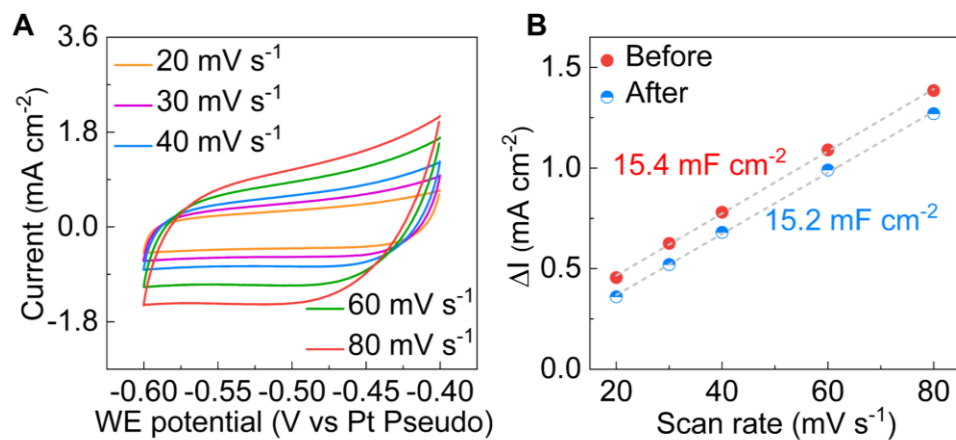 A
3.6
1.8
0.0
-1.8
Current (mA cm⁻²)
20 mV s⁻¹
30 mV s⁻¹
40 mV s⁻¹
60 mV s⁻¹
80 mV s⁻¹
-0.60 -0.55 -0.50 -0.45 -0.40
WE potential (V vs Pt Pseudo)
B
1.5
1.0
0.5
0.0
ΔI (mA cm⁻²)
Before
After
15.4 mF cm⁻²
15.2 mF cm⁻²
20 40 60 80
Scan rate (mV s⁻¹)